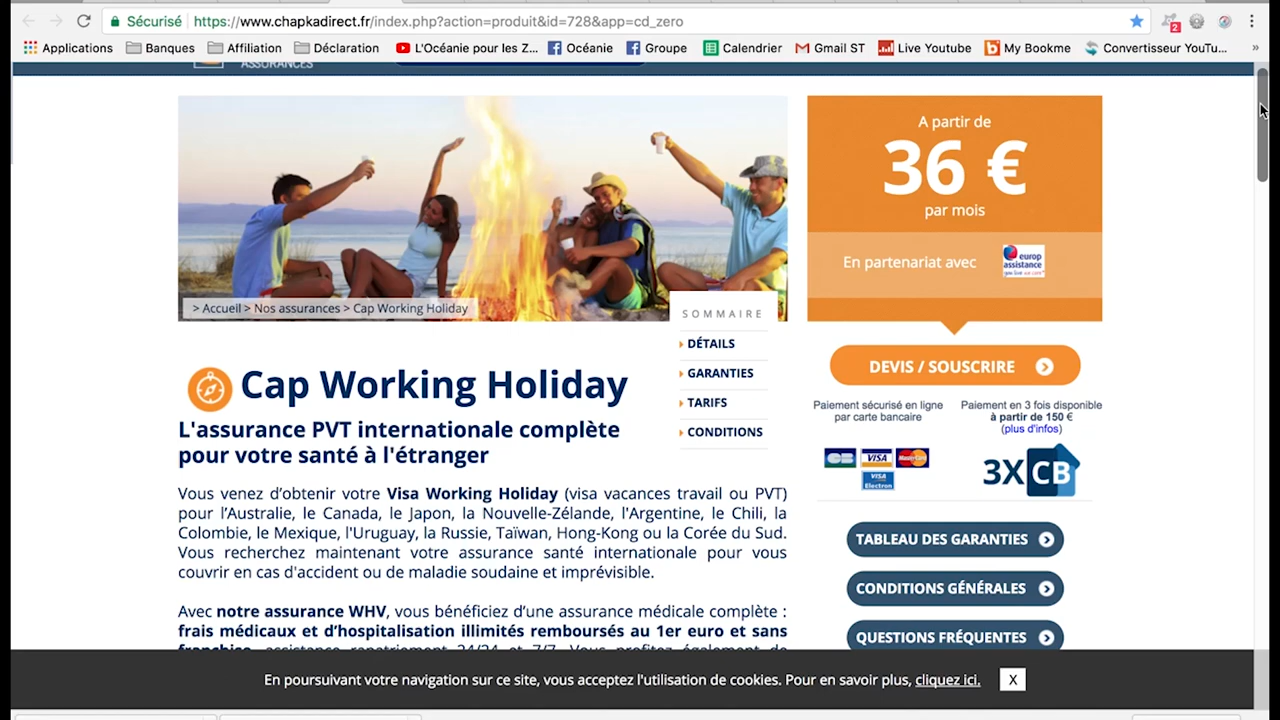 Sécurisé
https://www.chapkadirect.fr/index.php?action=produit&id=728&app=cd_zero
2
Applications
Banques
Affiliation
Déclaration
L'Océanie pour les Z...
Océanie
Groupe
Calendrier
Gmail ST
Live Youtube
My Bookme
Convertisseur YouTu...
»
ASSURANCES
A partir de
36 €
par mois
En partenariat avec
europ
assistance
you live we care
> Accueil > Nos assurances > Cap Working Holiday
SOMMAIRE
DÉTAILS
GARANTIES
TARIFS
CONDITIONS
Cap Working Holiday
L'assurance PVT internationale complète
pour votre santé à l'étranger
Vous venez d'obtenir votre Visa Working Holiday (visa vacances travail ou PVT)
pour l'Australie, le Canada, le Japon, la Nouvelle-Zélande, l'Argentine, le Chili, la
Colombie, le Mexique, l'Uruguay, la Russie, Taïwan, Hong-Kong ou la Corée du Sud.
Vous recherchez maintenant votre assurance santé internationale pour vous
couvrir en cas d'accident ou de maladie soudaine et imprévisible.
Avec notre assurance WHV, vous bénéficiez d'une assurance médicale complète :
frais médicaux et d'hospitalisation illimités remboursés au 1er euro et sans
franchise, assistance rapatriement 24/24 et 7/7. Vous profitez également de
DEVIS / SOUSCRIRE
Paiement sécurisé en ligne
par carte bancaire
Paiement en 3 fois disponible
à partir de 150 €
(plus d'infos)
CB
VISA
MasterCard
VISA
Electron
3XCB
TABLEAU DES GARANTIES
CONDITIONS GÉNÉRALES
QUESTIONS FRÉQUENTES
En poursuivant votre navigation sur ce site, vous acceptez l'utilisation de cookies. Pour en savoir plus, cliquez ici.
X